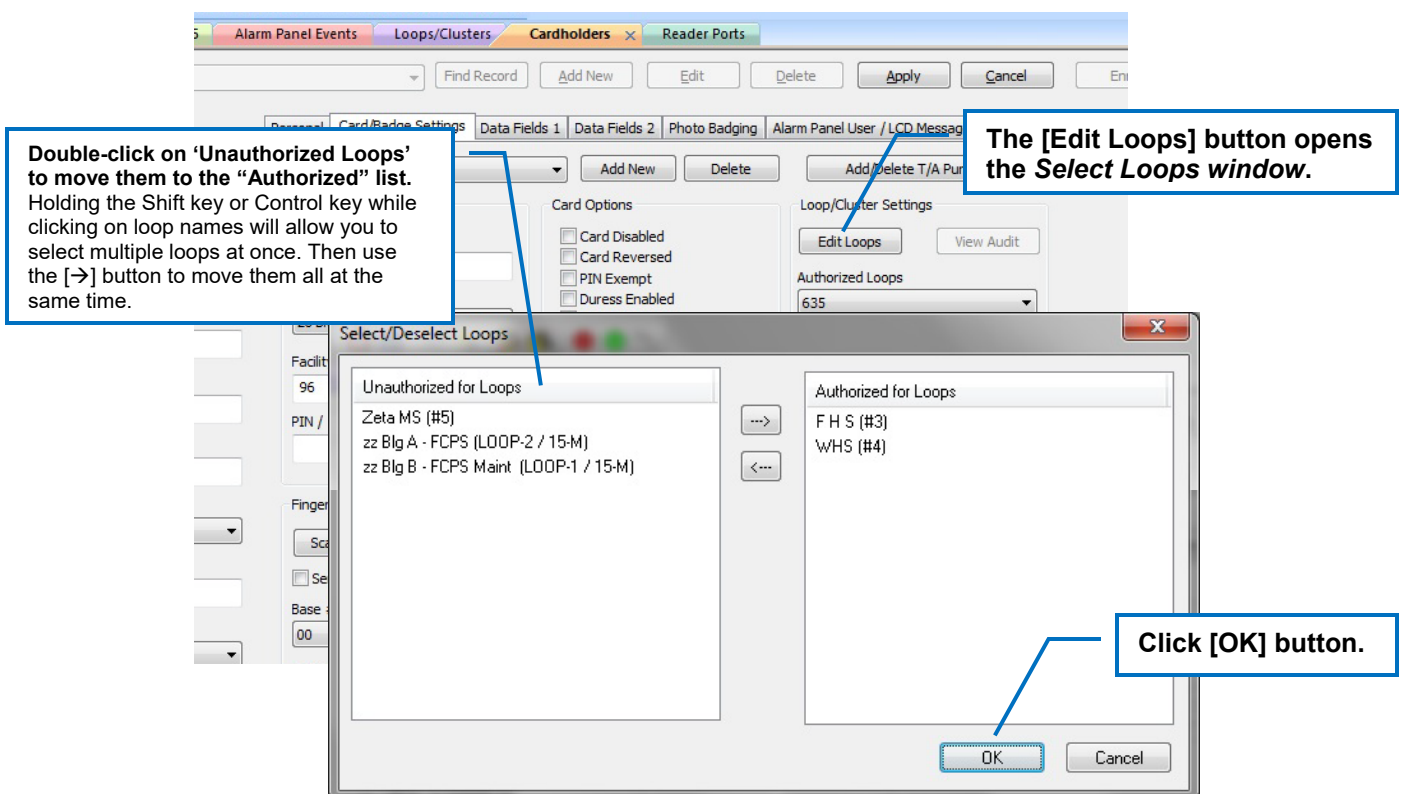 5 Alarm Panel Events Loops/Clusters Cardholders x Reader Ports
Find Record Add New Edit Delete Apply Cancel
Personal Card/Badge Settings Data Fields 1 Data Fields 2 Photo Badging Alarm Panel User / LCD Messag
Double-click on ‘Unauthorized Loops’
to move them to the “Authorized” list.
Holding the Shift key or Control key while
clicking on loop names will allow you to
select multiple loops at once. Then use
the [→] button to move them all at the
same time.
The [Edit Loops] button opens
the Select Loops window.
Add New Delete Add/Delete T/A Pur
Card Options
Card Disabled
Card Reversed
PIN Exempt
Duress Enabled
Loop/Cluster Settings
Edit Loops View Audit
Authorized Loops
635
Select/Deselect Loops
Facilit
96
PIN /
Finger
Sca
Se
Base
00
Unauthorized for Loops
Zeta MS (#5)
zz Blg A - FCPS (LOOP-2 / 15-M)
zz Blg B - FCPS Maint (LOOP-1 / 15-M)
--->
<---
Authorized for Loops
F H S (#3)
WHS (#4)
Click [OK] button.
OK Cancel